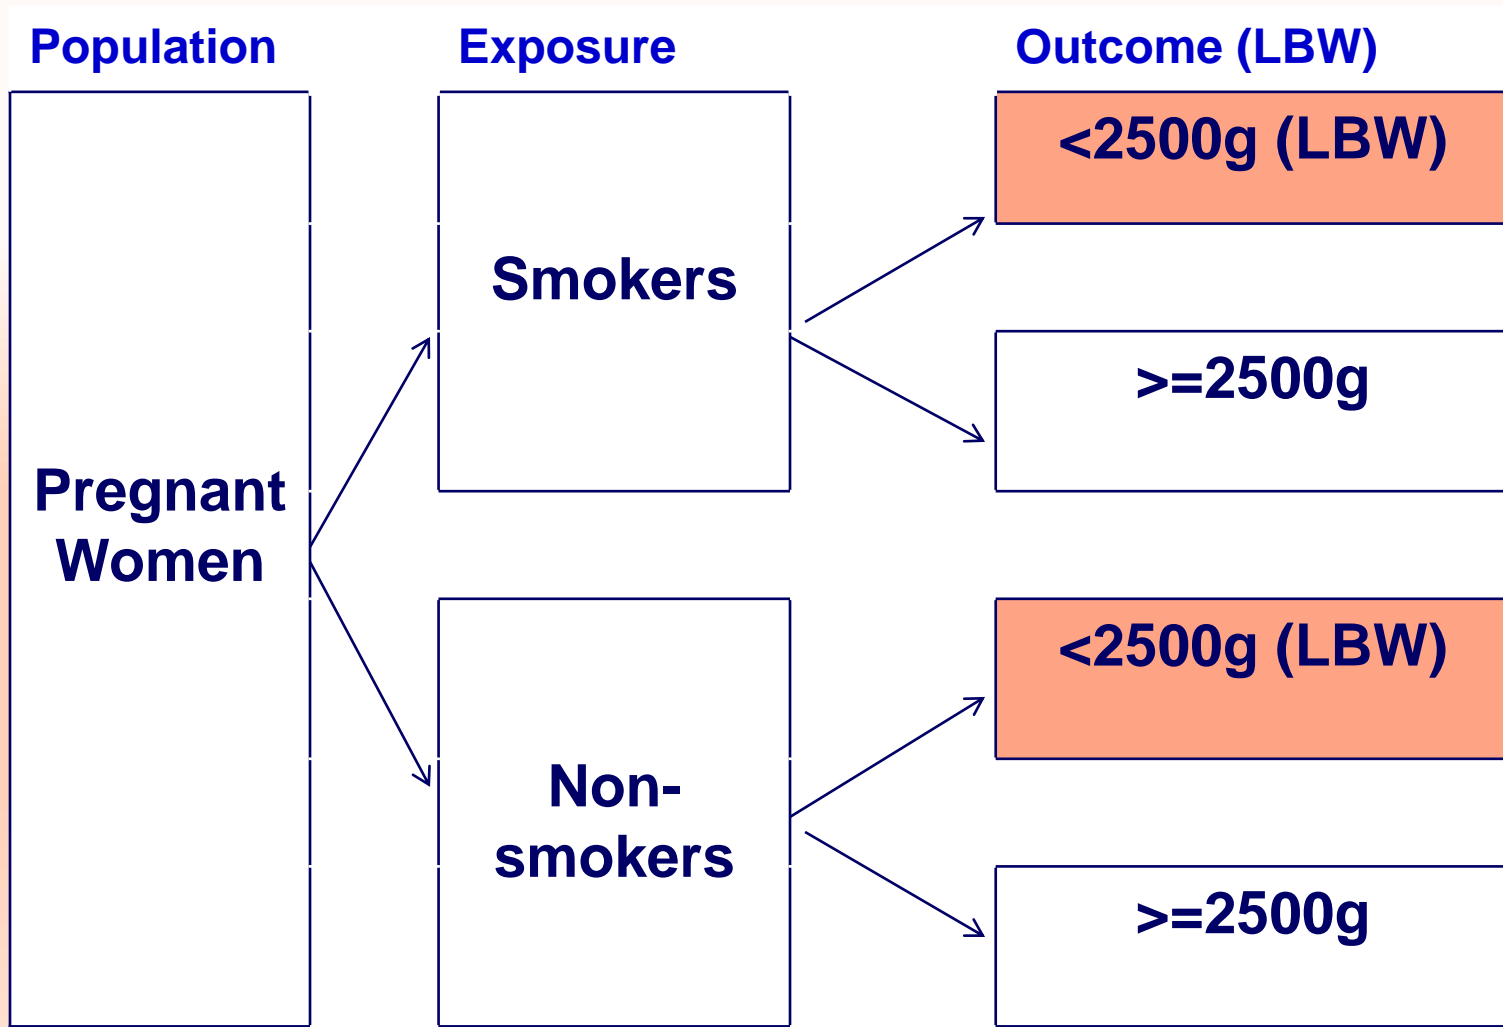 Population
Exposure
Outcome (LBW)
Pregnant
Women
Smokers
<2500g (LBW)
>=2500g
Non-
smokers
<2500g (LBW)
>=2500g